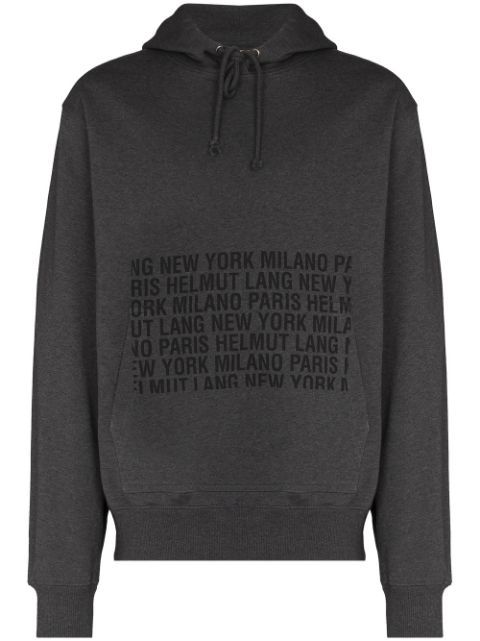 NG NEW YORK MILANO PA
RIS HELMUT LANG NEW Y
ORK MILANO PARIS HELM
UT LANG NEW YORK MILA
NO PARIS HELMUT LANG N
EW YORK MILANO PARIS H
ELMUT LANG NEW YORK M